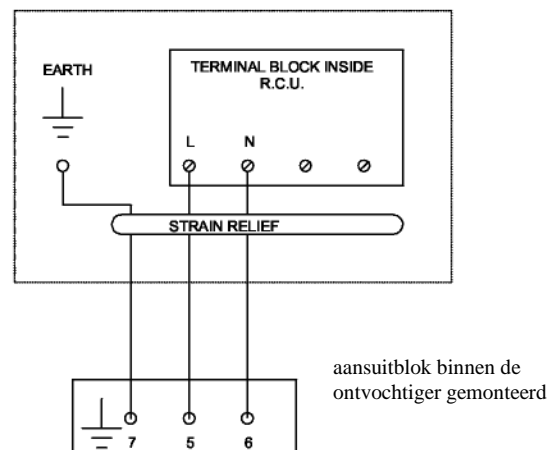 EARTH
TERMINAL BLOCK INSIDE
R.C.U.
L N
STRAIN RELIEF
aansuitblok binnen de
ontvochtiger gemonteerd
7 5 6